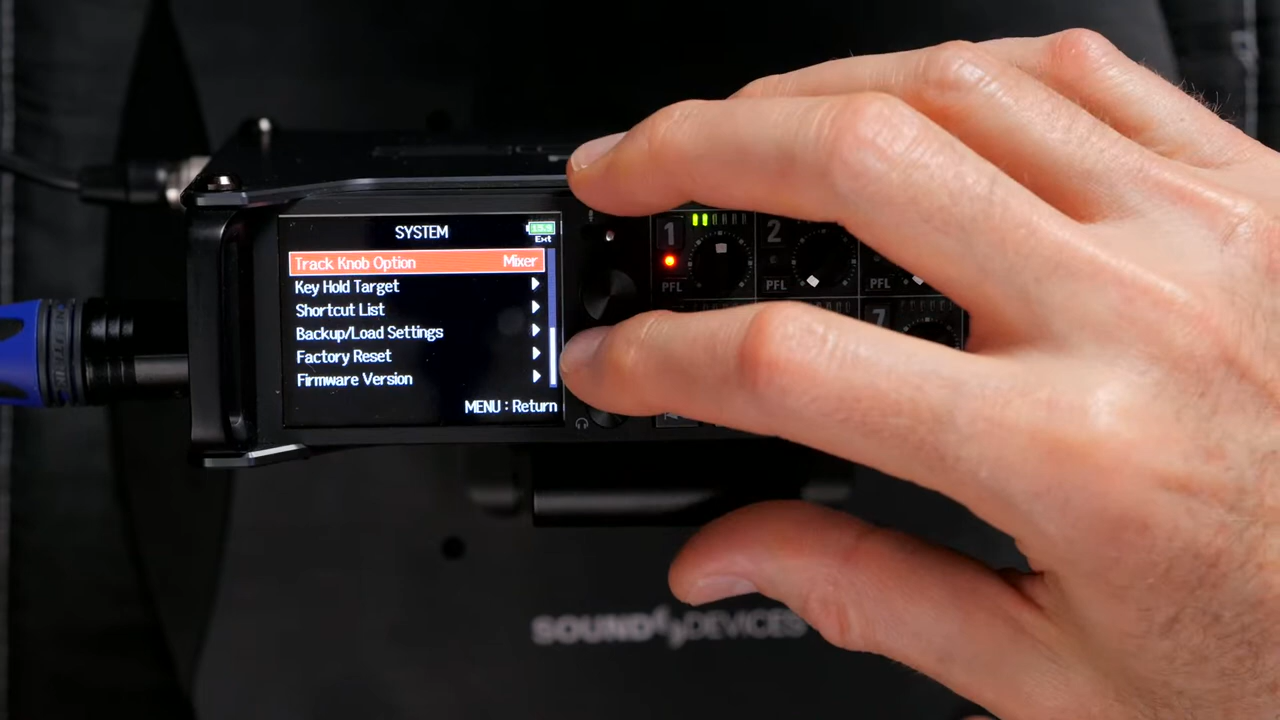 SYSTEM
Ext
Track Knob Option Mixer
Key Hold Target
Shortcut List
Backup/Load Settings
Factory Reset
Firmware Version
MENU : Return
1
PFL
2
PFL
PFL
7
SOUND DEVICES